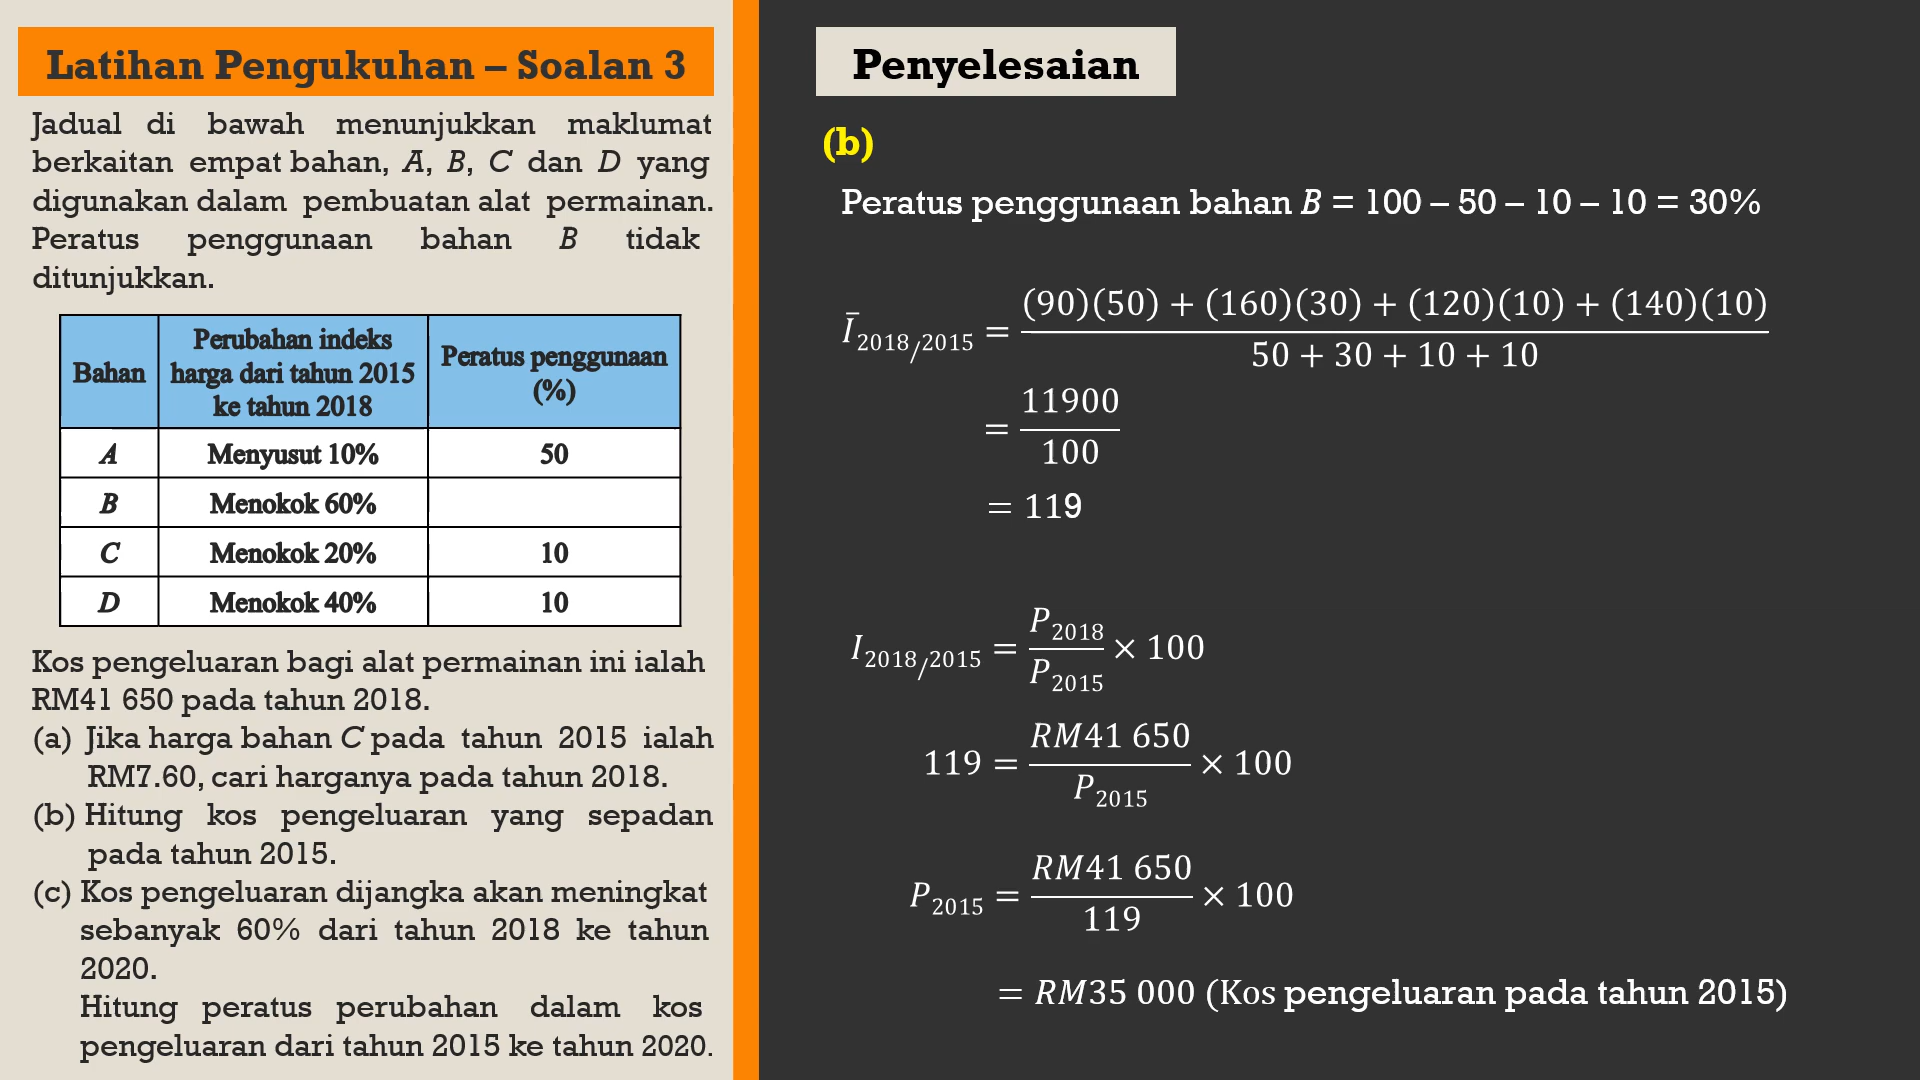 Latihan Pengukuhan – Soalan 3
Jadual di bawah menunjukkan maklumat
berkaitan empat bahan, A, B, C dan D yang
digunakan dalam pembuatan alat permainan.
Peratus penggunaan bahan B tidak
ditunjukkan.
Bahan | Perubahan indeks harga dari tahun 2015 ke tahun 2018 | Peratus penggunaan (%)
A | Menyusut 10% | 50
B | Menokok 60% |
C | Menokok 20% | 10
D | Menokok 40% | 10
Kos pengeluaran bagi alat permainan ini ialah
RM41 650 pada tahun 2018.
(a) Jika harga bahan C pada tahun 2015 ialah
RM7.60, cari harganya pada tahun 2018.
(b) Hitung kos pengeluaran yang sepadan
pada tahun 2015.
(c) Kos pengeluaran dijangka akan meningkat
sebanyak 60% dari tahun 2018 ke tahun
2020.
Hitung peratus perubahan dalam kos
pengeluaran dari tahun 2015 ke tahun 2020.
Penyelesaian
(b)
Peratus penggunaan bahan B = 100 – 50 – 10 – 10 = 30%
Ī₂₀₁₈/₂₀₁₅ = ((90)(50) + (160)(30) + (120)(10) + (140)(10)) / (50 + 30 + 10 + 10)
= 11900 / 100
= 119
I₂₀₁₈/₂₀₁₅ = P₂₀₁₈ / P₂₀₁₅ × 100
119 = RM41 650 / P₂₀₁₅ × 100
P₂₀₁₅ = RM41 650 / 119 × 100
= RM35 000 (Kos pengeluaran pada tahun 2015)